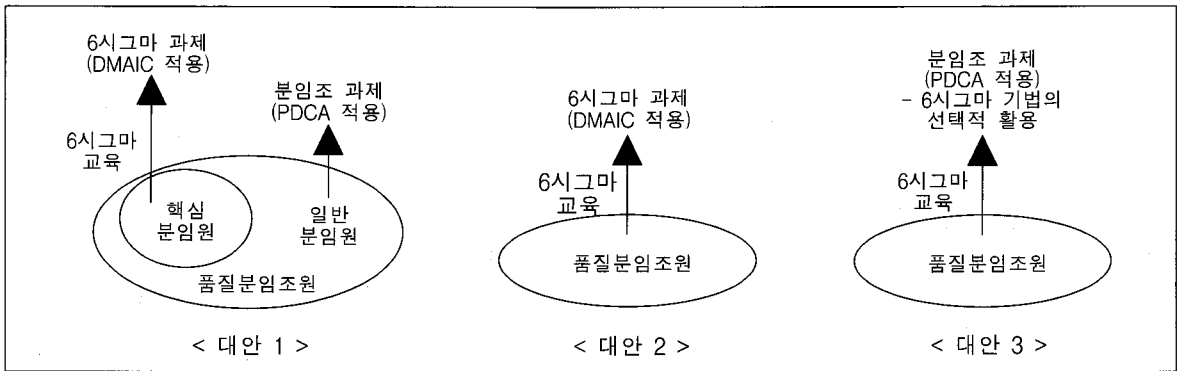 6시그마 과제
(DMAIC 적용)
분임조 과제
(PDCA 적용)
6시그마
교육
핵심
분임원
일반
분임원
품질분임조원
< 대안 1 >
6시그마 과제
(DMAIC 적용)
6시그마
교육
품질분임조원
< 대안 2 >
분임조 과제
(PDCA 적용)
- 6시그마 기법의
선택적 활용
6시그마
교육
품질분임조원
< 대안 3 >